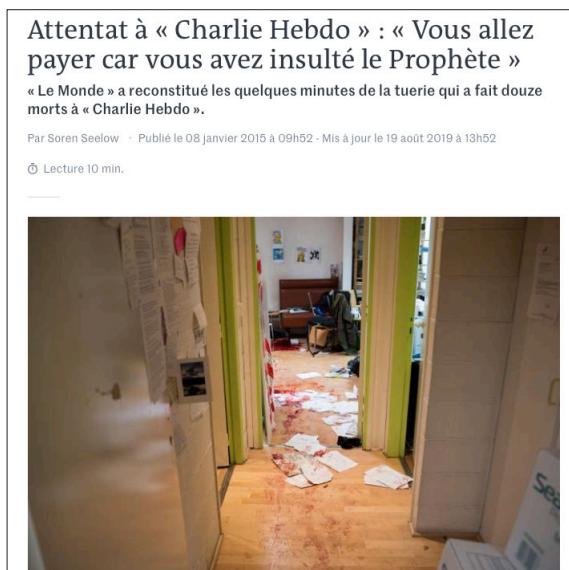 Attentat à « Charlie Hebdo » : « Vous allez
payer car vous avez insulté le Prophète »
« Le Monde » a reconstitué les quelques minutes de la tuerie qui a fait douze
morts à « Charlie Hebdo ».
Par Soren Seelow · Publié le 08 janvier 2015 à 09h52 - Mis à jour le 19 août 2019 à 13h52
Lecture 10 min.